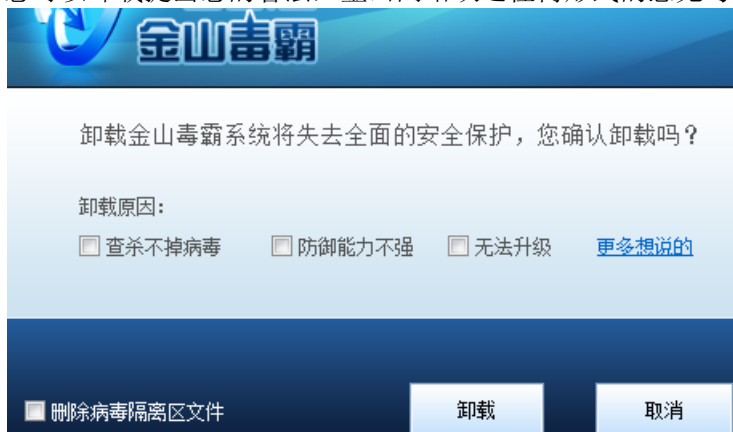 金山毒霸
卸载金山毒霸系统将失去全面的安全保护，您确认卸载吗？
卸载原因：
查杀不掉病毒 防御能力不强 无法升级 更多想说的
删除病毒隔离区文件 卸载 取消